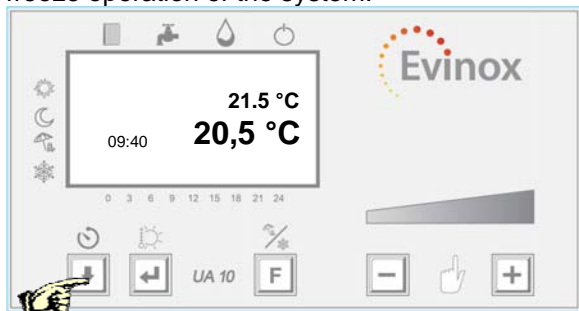 freeze operation of the system.
Evinox
21.5 °C
09:40 20,5 °C
0 3 6 9 12 15 18 21 24
UA 10 F